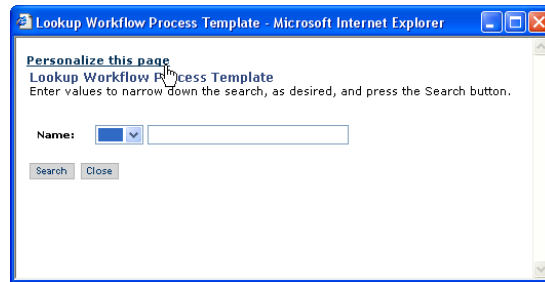 Lookup Workflow Process Template - Microsoft Internet Explorer
Personalize this page
Lookup Workflow Process Template
Enter values to narrow down the search, as desired, and press the Search button.
Name:
Search Close